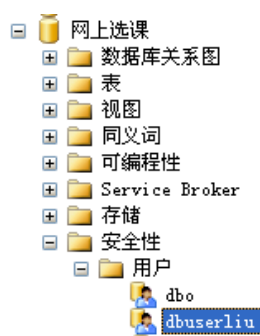 网上选课
数据库关系图
表
视图
同义词
可编程性
Service Broker
存储
安全性
用户
dbo
dbuserliu